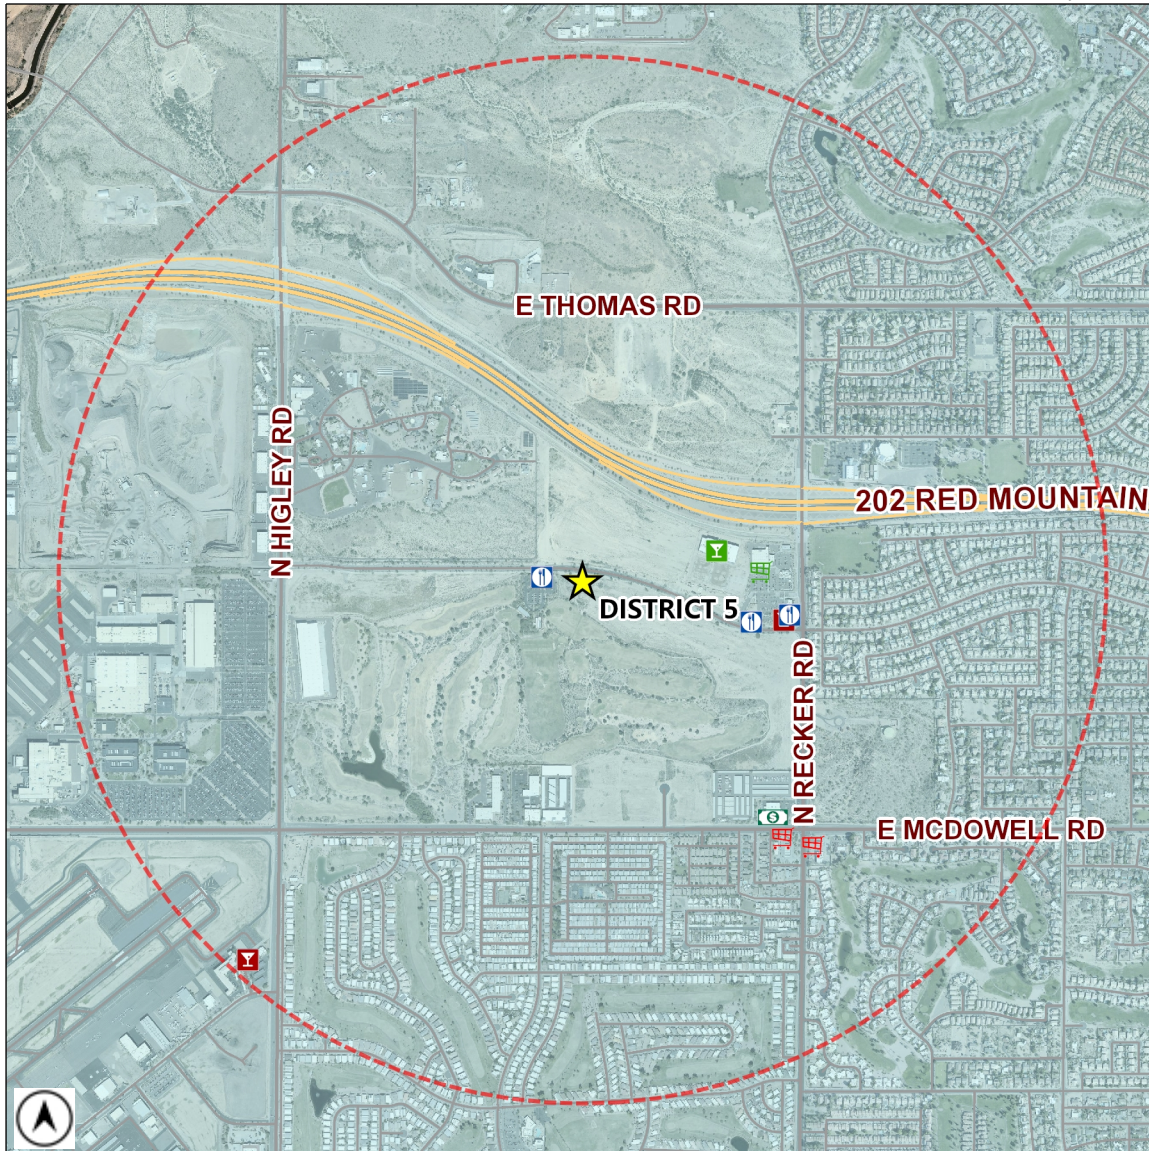 E THOMAS RD
N HIGLEY RD
202 RED MOUNTAIN
DISTRICT 5
N RECKER RD
$
E MCDOWELL RD